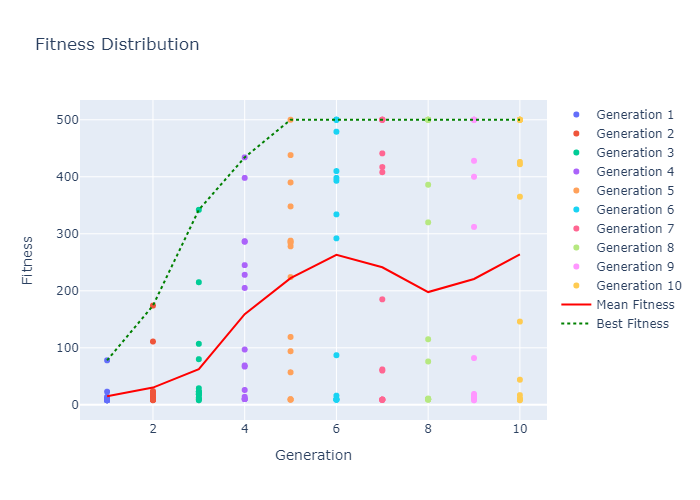 Fitness Distribution
Fitness
500
400
300
200
100
0
2
4
6
8
10
Generation
Generation 1
Generation 2
Generation 3
Generation 4
Generation 5
Generation 6
Generation 7
Generation 8
Generation 9
Generation 10
Mean Fitness
Best Fitness